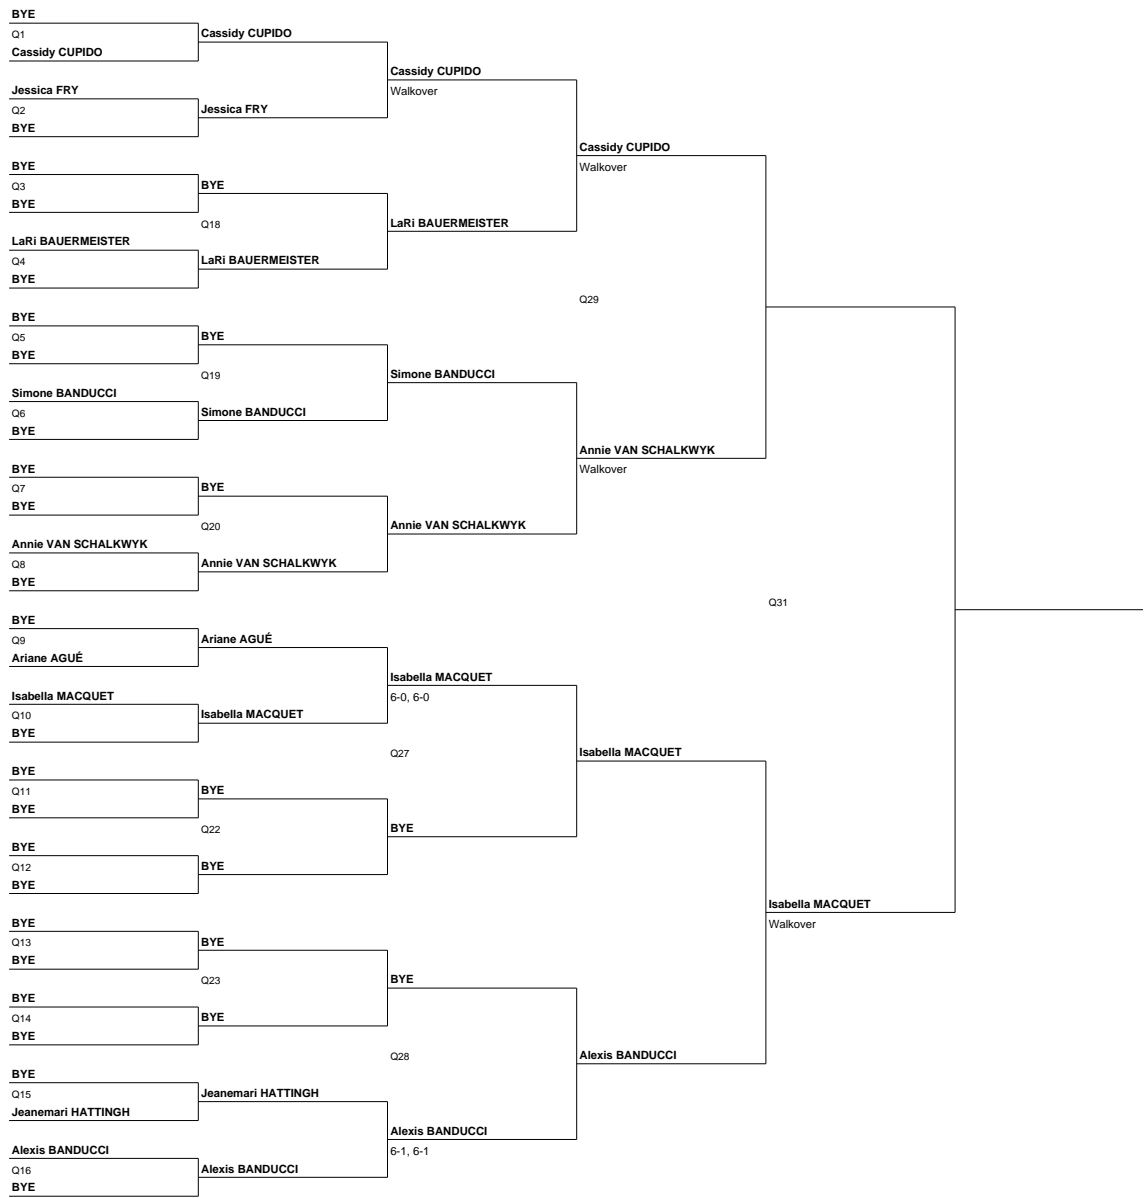 BYE
Q1
Cassidy CUPIDO
Cassidy CUPIDO
Cassidy CUPIDO
Walkover
Jessica FRY
Q2
Jessica FRY
BYE
Cassidy CUPIDO
Walkover
BYE
Q3
BYE
BYE
Q18
LaRi BAUERMEISTER
LaRi BAUERMEISTER
Q4
LaRi BAUERMEISTER
BYE
Q29
BYE
Q5
BYE
BYE
Q19
Simone BANDUCCI
Simone BANDUCCI
Q6
Simone BANDUCCI
BYE
Annie VAN SCHALKWYK
Walkover
BYE
Q7
BYE
BYE
Q20
Annie VAN SCHALKWYK
Annie VAN SCHALKWYK
Q8
Annie VAN SCHALKWYK
BYE
Q31
BYE
Q9
Ariane AGUÉ
Ariane AGUÉ
Isabella MACQUET
6-0, 6-0
Isabella MACQUET
Q10
Isabella MACQUET
BYE
Q27
Isabella MACQUET
BYE
Q11
BYE
BYE
Q22
BYE
BYE
Q12
BYE
BYE
Isabella MACQUET
Walkover
BYE
Q13
BYE
BYE
Q23
BYE
BYE
Q14
BYE
BYE
Q28
Alexis BANDUCCI
BYE
Q15
Jeanemari HATTINGH
Jeanemari HATTINGH
Alexis BANDUCCI
6-1, 6-1
Alexis BANDUCCI
Q16
Alexis BANDUCCI
BYE